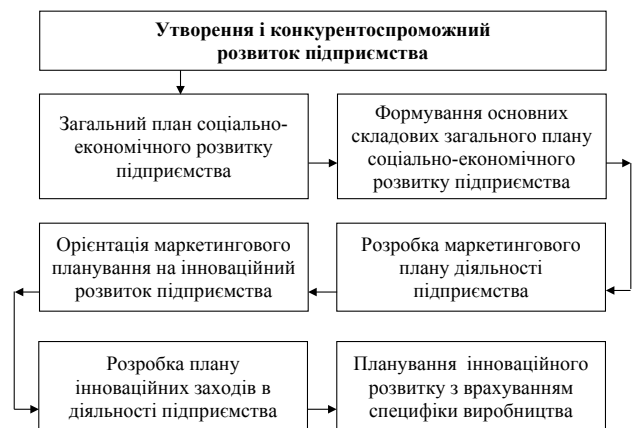 Утворення і конкурентоспроможний
розвиток підприємства
Загальний план соціально-
економічного розвитку
підприємства
Формування основних
складових загального плану
соціально-економічного
розвитку підприємства
Розробка маркетингового
плану діяльності
підприємства
Орієнтація маркетингового
планування на інноваційний
розвиток підприємства
Розробка плану
інноваційних заходів в
діяльності підприємства
Планування інноваційного
розвитку з врахуванням
специфіки виробництва